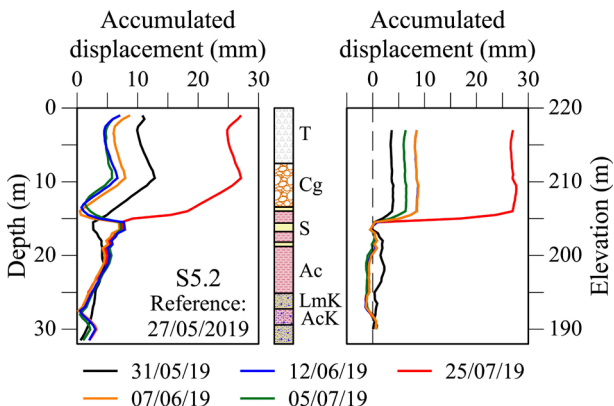 Accumulated
displacement (mm)
0 10 20 30
Accumulated
displacement (mm)
0 10 20 30
Depth (m)
0
10
20
30
T
Cg
S
Ac
LmK
AcK
S5.2
Reference:
27/05/2019
220
210
200
190
Elevation (m)
31/05/19 12/06/19 25/07/19
07/06/19 05/07/19